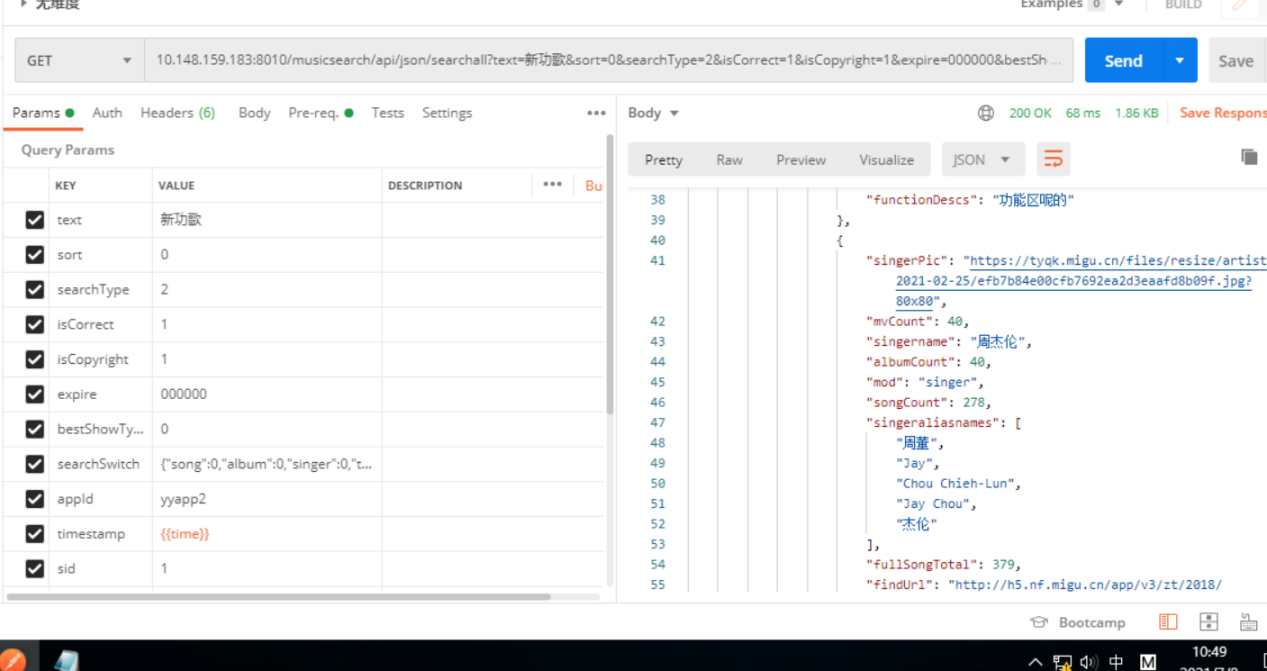 无维度
Examples 0 BUILD
GET 10.148.159.183:8010/musicsearch/api/json/searchall?text=新功歌&sort=0&searchType=2&isCorrect=1&isCopyright=1&expire=000000&bestSh... Send Save
Params Auth Headers (6) Body Pre-req. Tests Settings ••• Body 200 OK 68 ms 1.86 KB Save Respons
Query Params
Pretty Raw Preview Visualize JSON
KEY VALUE DESCRIPTION ••• Bu
text 新功歌
sort 0
searchType 2
isCorrect 1
isCopyright 1
expire 000000
bestShowTy... 0
searchSwitch {"song":0,"album":0,"singer":0,"t...
appId yyapp2
timestamp {{time}}
sid 1
38 "functionDescs": "功能区呢的"
39 },
40 {
41 "singerPic": "https://tyqk.migu.cn/files/resize/artist
2021-02-25/efb7b84e00cfb7692ea2d3eaafd8b09f.jpg?
80x80",
42 "mvCount": 40,
43 "singername": "周杰伦",
44 "albumCount": 40,
45 "mod": "singer",
46 "songCount": 278,
47 "singeraliasnames": [
48 "周董",
49 "Jay",
50 "Chou Chieh-Lun",
51 "Jay Chou",
52 "杰伦"
53 ],
54 "fullSongTotal": 379,
55 "findUrl": "http://h5.nf.migu.cn/app/v3/zt/2018/
Bootcamp
中 M 10:49